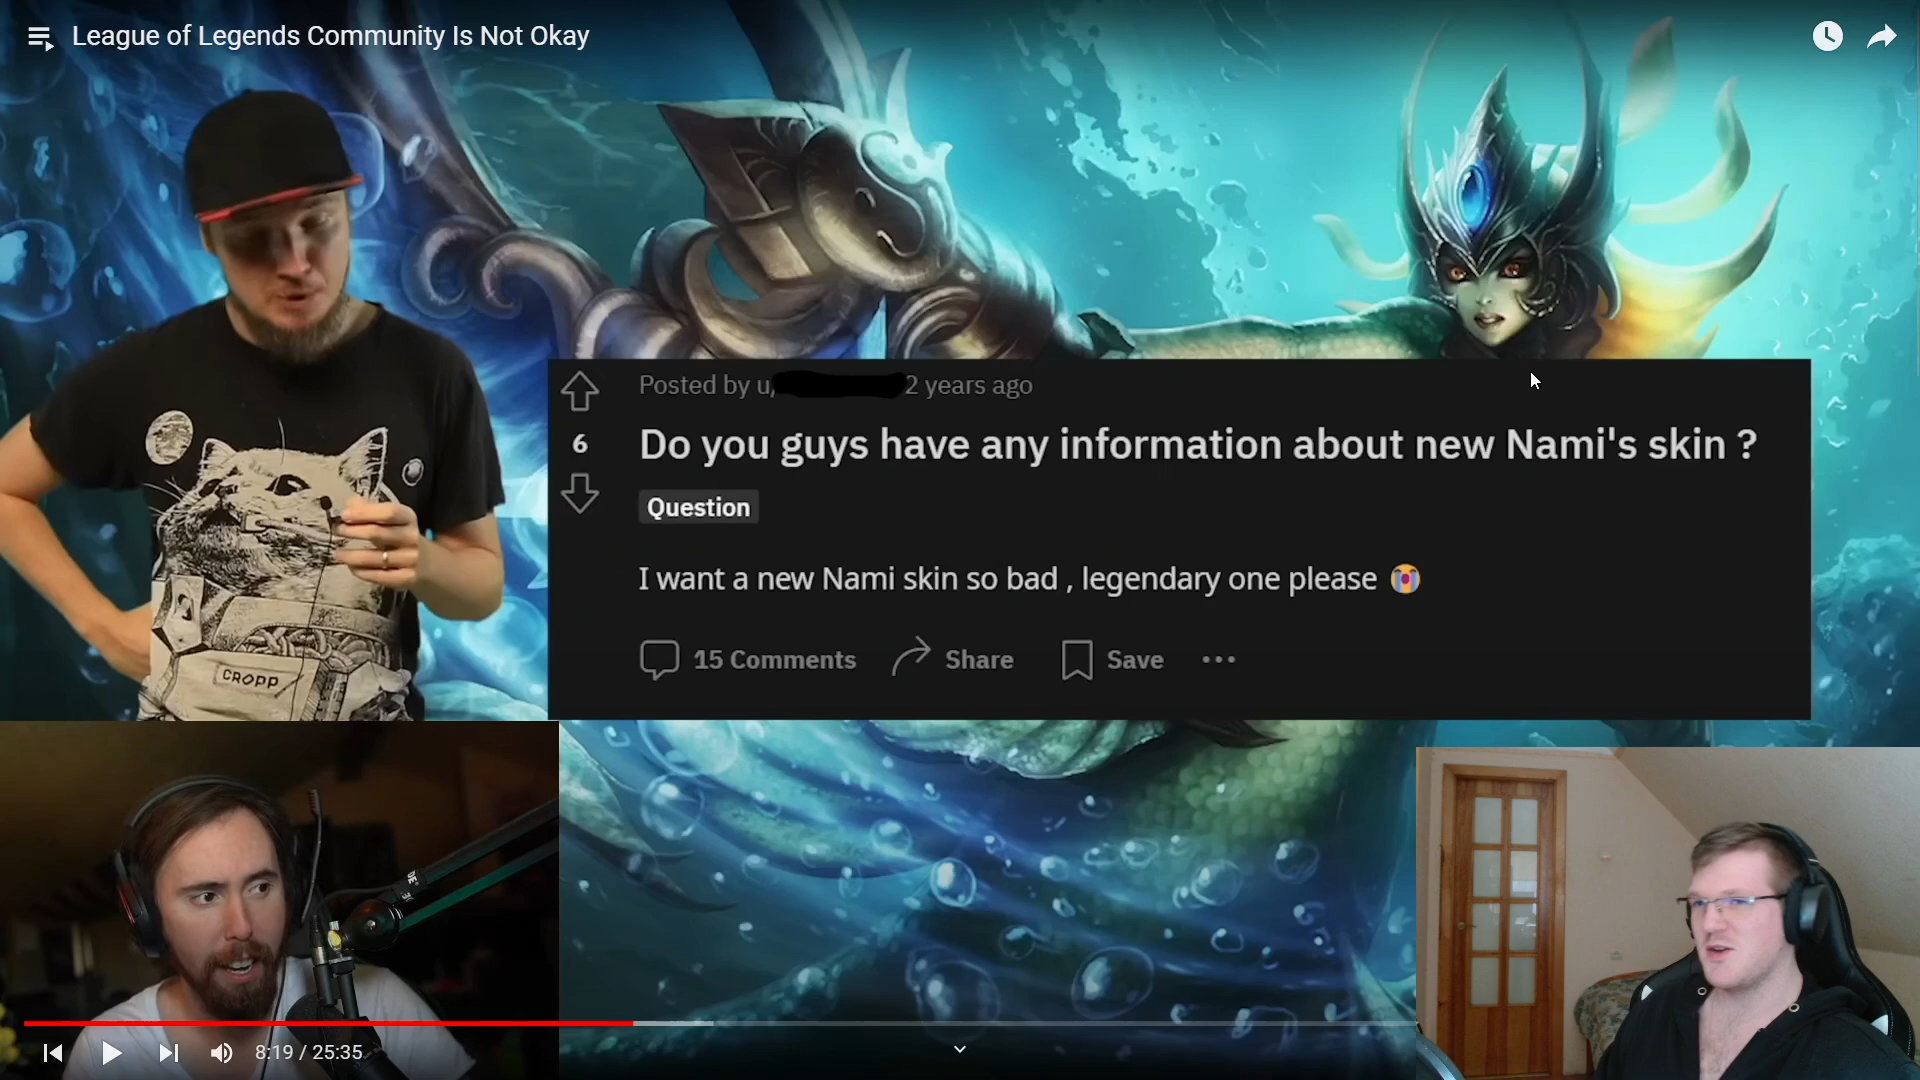 League of Legends Community Is Not Okay
Posted by u/ 2 years ago
6
Do you guys have any information about new Nami's skin ?
Question
I want a new Nami skin so bad , legendary one please 😭
15 Comments
Share
Save
CROPP
8:19 / 25:35